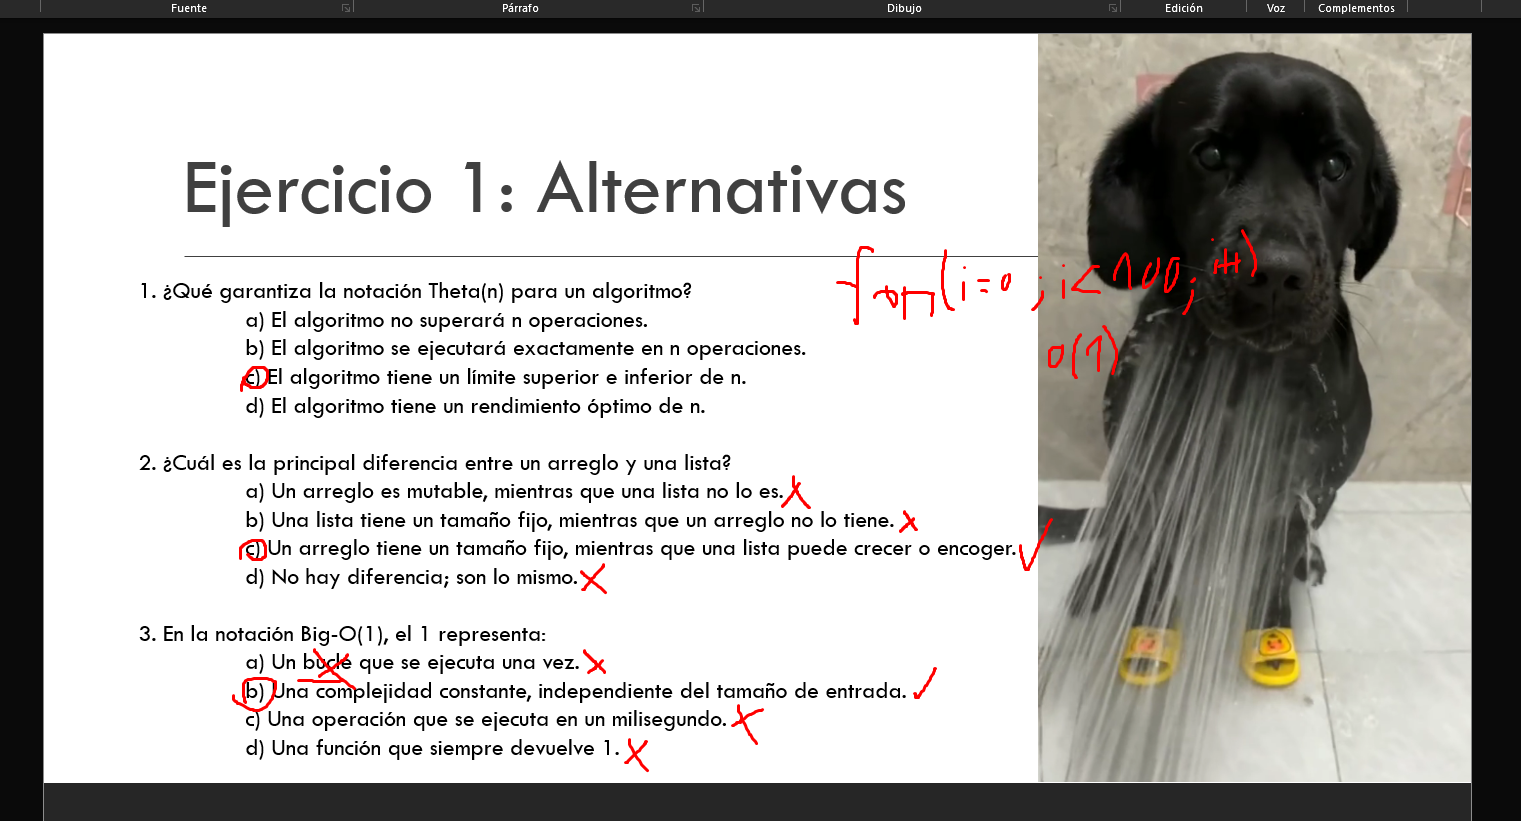 Fuente Párrafo Dibujo Edición Voz Complementos
Ejercicio 1: Alternativas
for(i=0; i<100; i++)
O(1)
1. ¿Qué garantiza la notación Theta(n) para un algoritmo?
a) El algoritmo no superará n operaciones.
b) El algoritmo se ejecutará exactamente en n operaciones.
c) El algoritmo tiene un límite superior e inferior de n.
d) El algoritmo tiene un rendimiento óptimo de n.
2. ¿Cuál es la principal diferencia entre un arreglo y una lista?
a) Un arreglo es mutable, mientras que una lista no lo es.
b) Una lista tiene un tamaño fijo, mientras que un arreglo no lo tiene.
c) Un arreglo tiene un tamaño fijo, mientras que una lista puede crecer o encoger.
d) No hay diferencia; son lo mismo.
3. En la notación Big-O(1), el 1 representa:
a) Un bucle que se ejecuta una vez.
b) Una complejidad constante, independiente del tamaño de entrada.
c) Una operación que se ejecuta en un milisegundo.
d) Una función que siempre devuelve 1.